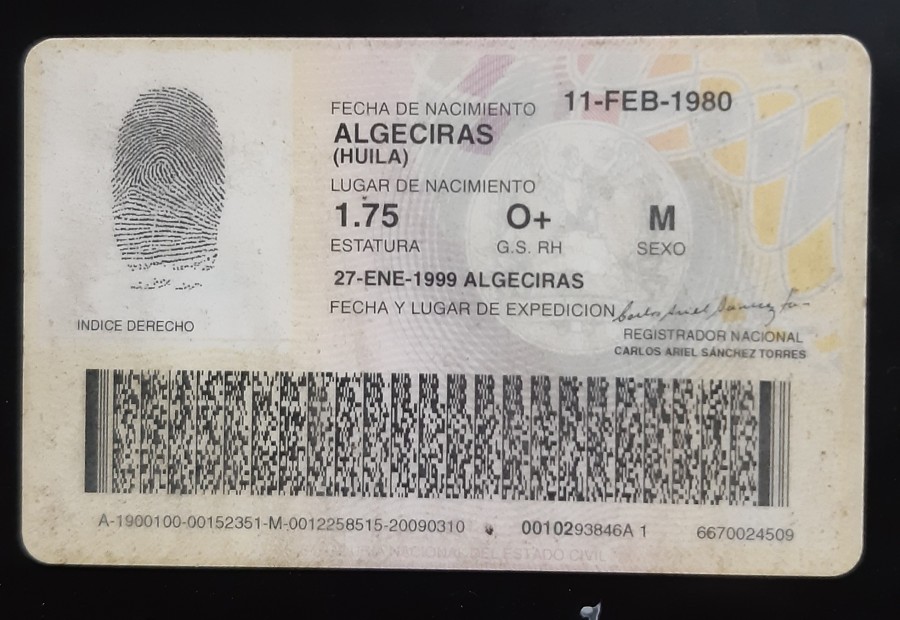 FECHA DE NACIMIENTO 11-FEB-1980
ALGECIRAS
(HUILA)
LUGAR DE NACIMIENTO
1.75 O+ M
ESTATURA G.S. RH SEXO
27-ENE-1999 ALGECIRAS
FECHA Y LUGAR DE EXPEDICION
INDICE DERECHO
REGISTRADOR NACIONAL
CARLOS ARIEL SÁNCHEZ TORRES
A-1900100-00152351-M-0012258515-20090310 0010293846A 1 6670024509
NACIONAL DEL ESTADO CIVIL